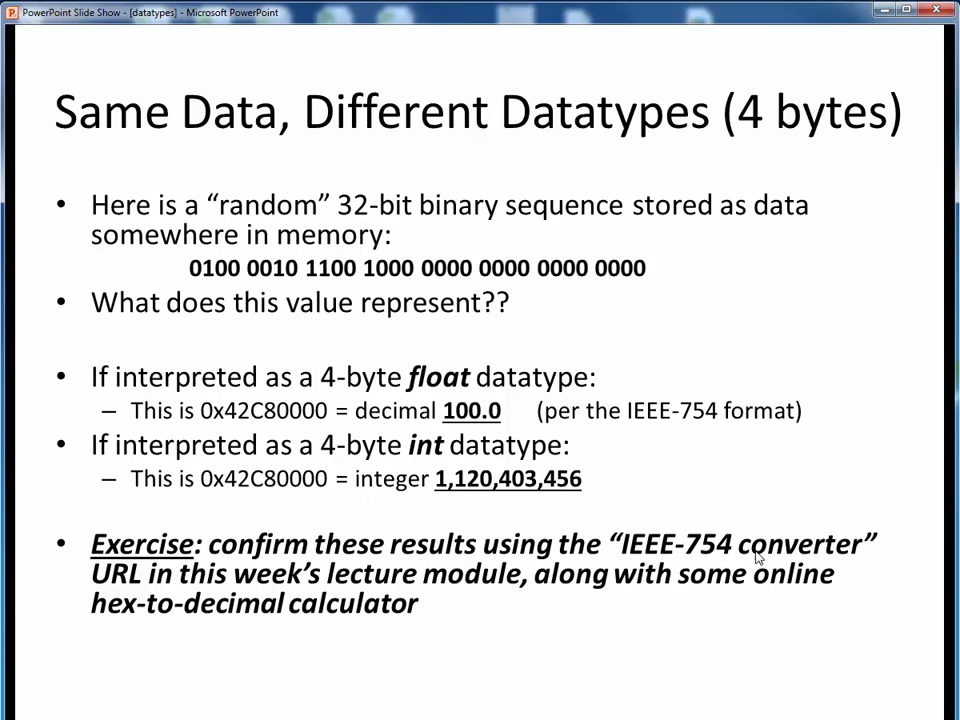 PowerPoint Slide Show - [datatypes] - Microsoft PowerPoint
Same Data, Different Datatypes (4 bytes)
• Here is a “random” 32-bit binary sequence stored as data
somewhere in memory:
0100 0010 1100 1000 0000 0000 0000 0000
• What does this value represent??
• If interpreted as a 4-byte float datatype:
– This is 0x42C80000 = decimal 100.0 (per the IEEE-754 format)
• If interpreted as a 4-byte int datatype:
– This is 0x42C80000 = integer 1,120,403,456
• Exercise: confirm these results using the “IEEE-754 converter”
URL in this week’s lecture module, along with some online
hex-to-decimal calculator